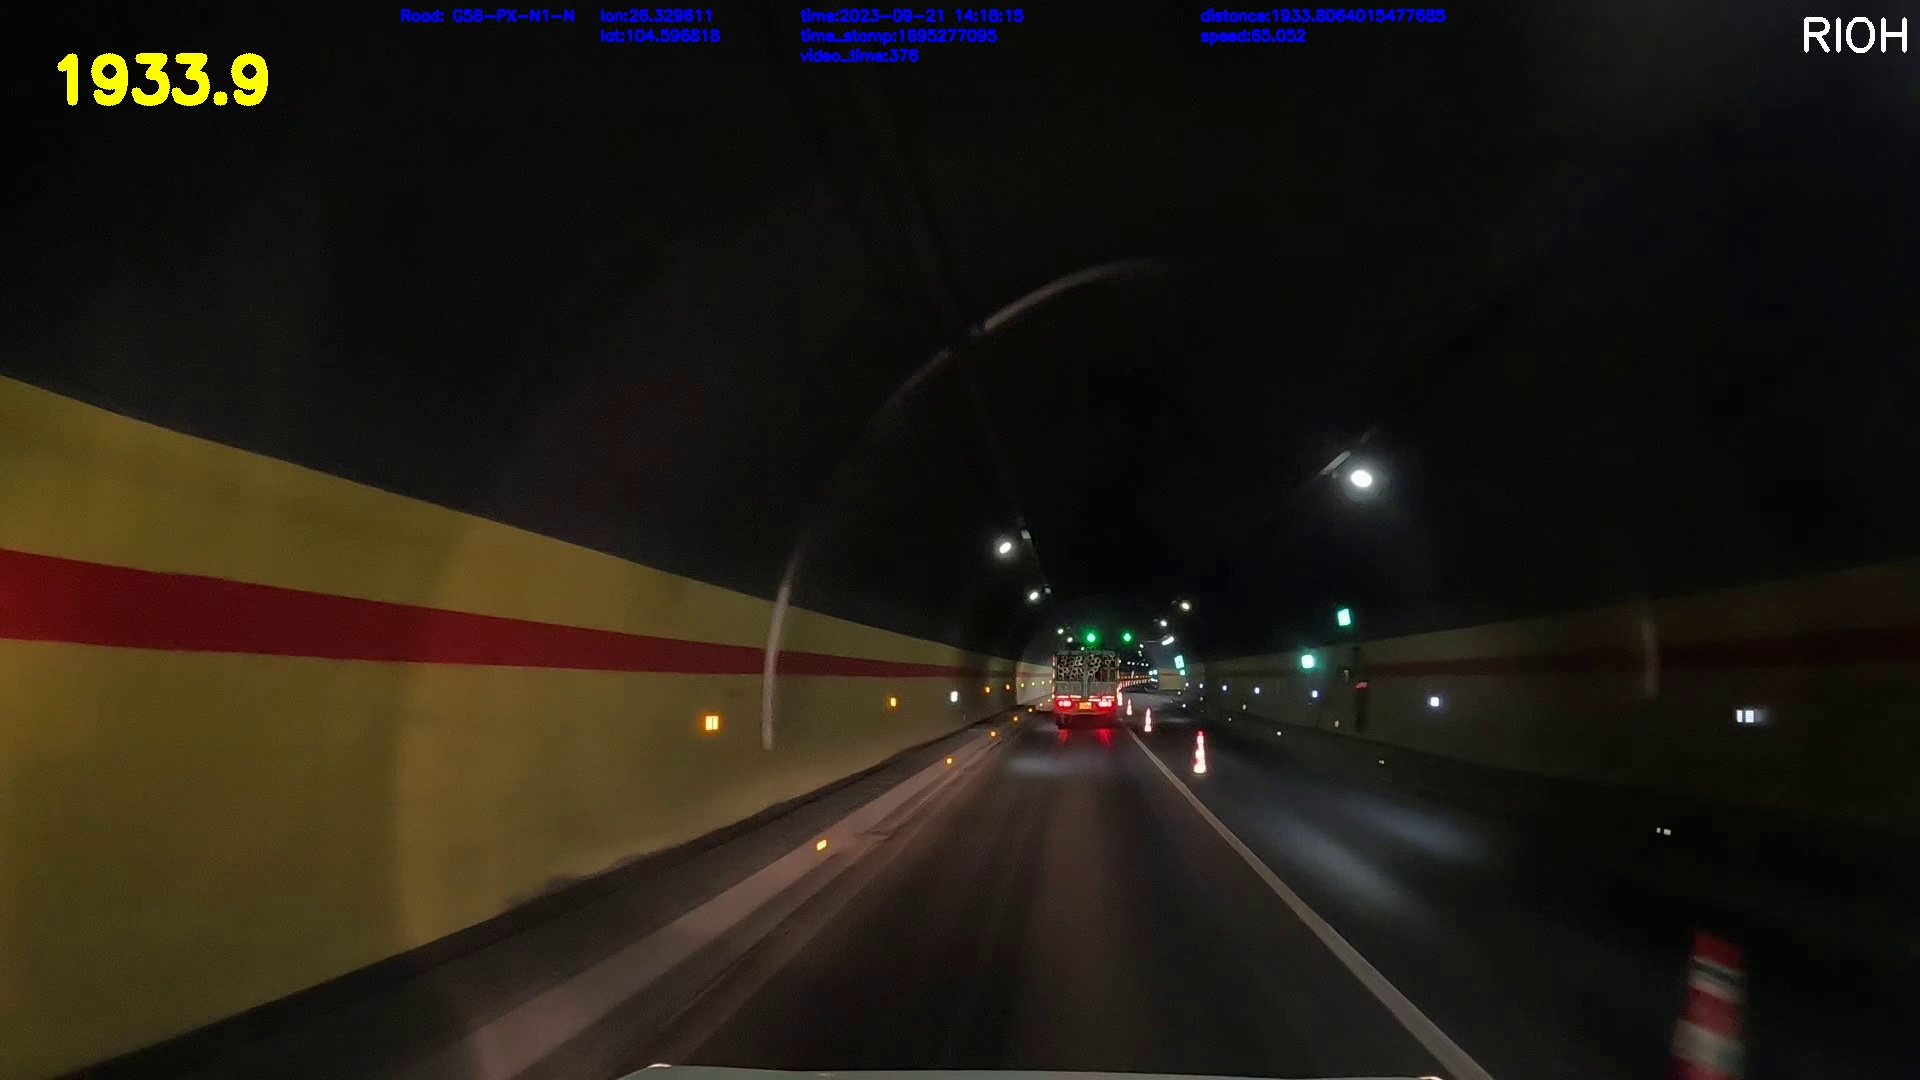 Road: G56-PX-N1-N lon:26.329611 time:2023-09-21 14:18:15 distance:1933.8064015477685
lat:104.596818 time_stamp:1695277095 speed:65.052
video_time:376
RIOH
1933.9